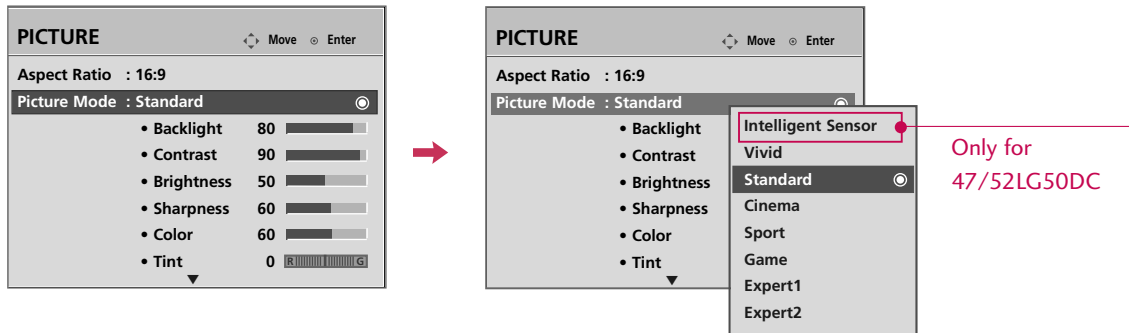 PICTURE
Move Enter
Aspect Ratio : 16:9
Picture Mode : Standard
• Backlight 80
• Contrast 90
• Brightness 50
• Sharpness 60
• Color 60
• Tint 0 R G
PICTURE
Move Enter
Aspect Ratio : 16:9
Picture Mode : Standard
• Backlight
• Contrast
• Brightness
• Sharpness
• Color
• Tint
Intelligent Sensor
Vivid
Standard
Cinema
Sport
Game
Expert1
Expert2
Only for
47/52LG50DC